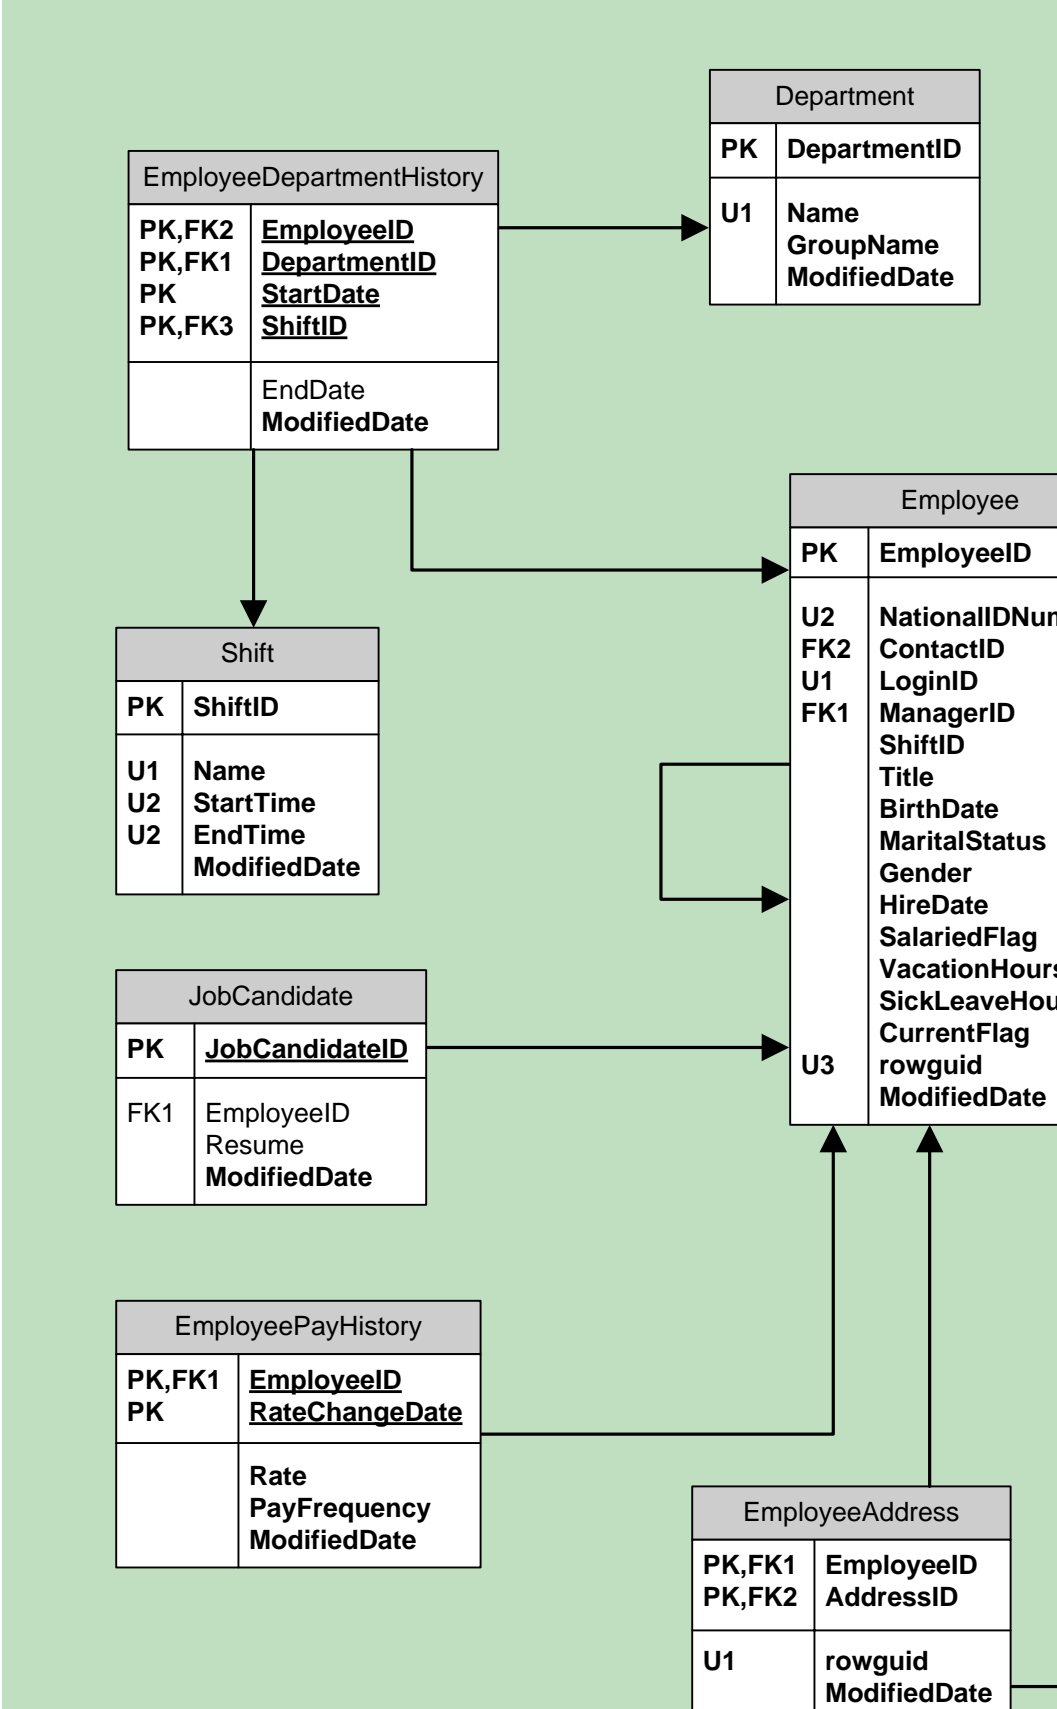 Department
PK DepartmentID
U1 Name
GroupName
ModifiedDate
EmployeeDepartmentHistory
PK,FK2 EmployeeID
PK,FK1 DepartmentID
PK StartDate
PK,FK3 ShiftID
EndDate
ModifiedDate
Employee
PK EmployeeID
U2
FK2 ContactID
U1 LoginID
FK1 ManagerID
ShiftID
Title
BirthDate
MaritalStatus
Gender
HireDate
SalariedFlag
VacationHours
CurrentFlag
U3 rowguid
ModifiedDate
Shift
PK ShiftID
U1 Name
U2 StartTime
U2 EndTime
ModifiedDate
JobCandidate
PK JobCandidateID
FK1 EmployeeID
Resume
ModifiedDate
EmployeePayHistory
PK,FK1 EmployeeID
PK RateChangeDate
Rate
PayFrequency
ModifiedDate
EmployeeAddress
PK,FK1 EmployeeID
PK,FK2 AddressID
U1 rowguid
ModifiedDate